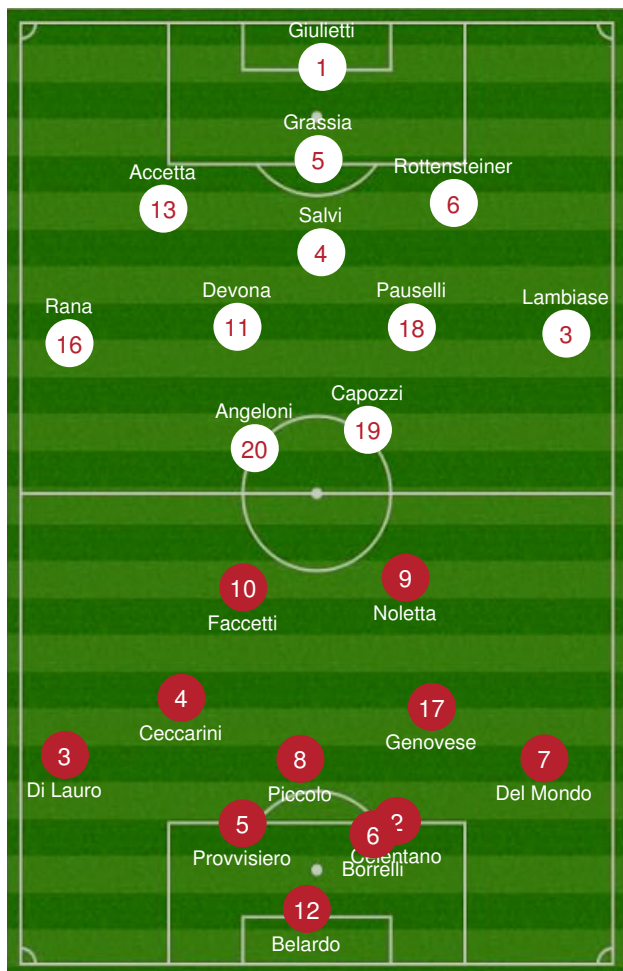 Giulietti
1
Grassia
5
Accetta
13
Rottensteiner
6
Salvi
4
Rana
16
Devona
11
Pauselli
18
Lambiase
3
Angeloni
20
Capozzi
19
10
Faccetti
9
Noletta
4
Ceccarini
17
Genovese
3
Di Lauro
8
Piccolo
7
Del Mondo
5
Provvisiero
2
Celentano
6
Borrelli
12
Belardo